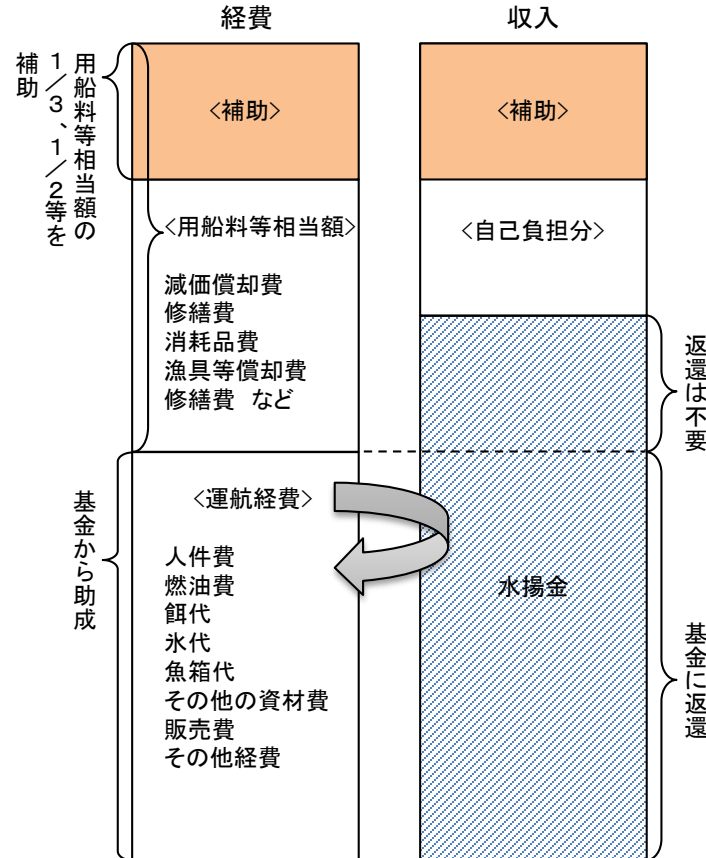 経費
収入
用船料等相当額の
１／３、１／２等を
補助
<補助>
<補助>
<用船料等相当額>
<自己負担分>
減価償却費
修繕費
消耗品費
漁具等償却費
修繕費 など
返還は不要
基金から助成
<運航経費>
人件費
燃油費
餌代
氷代
魚箱代
その他の資材費
販売費
その他経費
水揚金
基金に返還